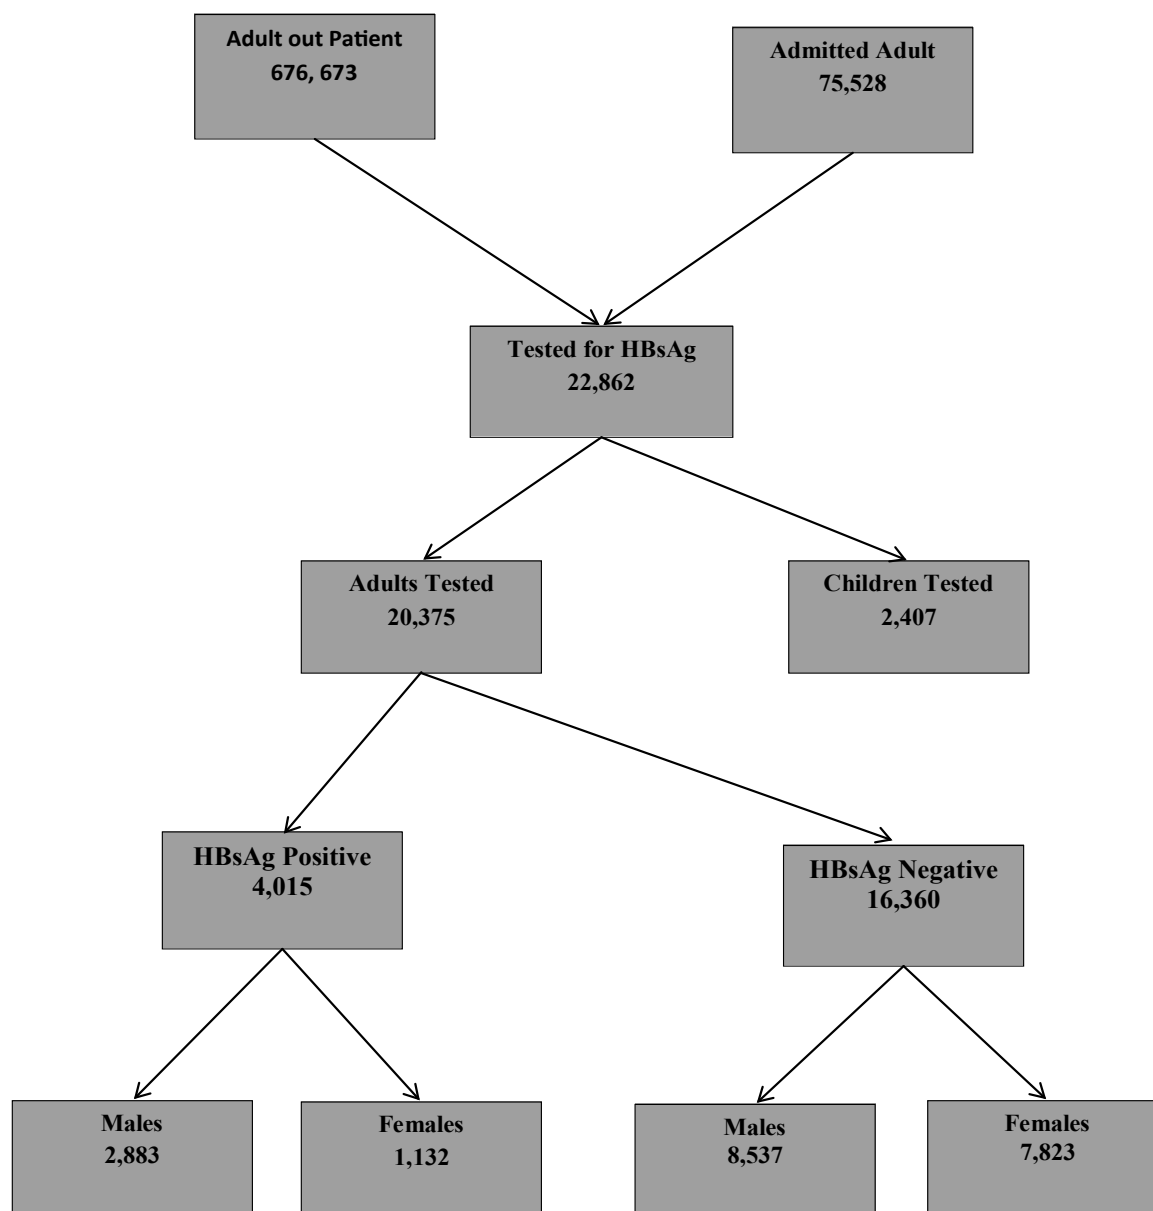 Adult out Patient
676, 673
Admitted Adult
75,528
Tested for HBsAg
22,862
Adults Tested
20,375
Children Tested
2,407
HBsAg Positive
4,015
HBsAg Negative
16,360
Males
2,883
Females
1,132
Males
8,537
Females
7,823